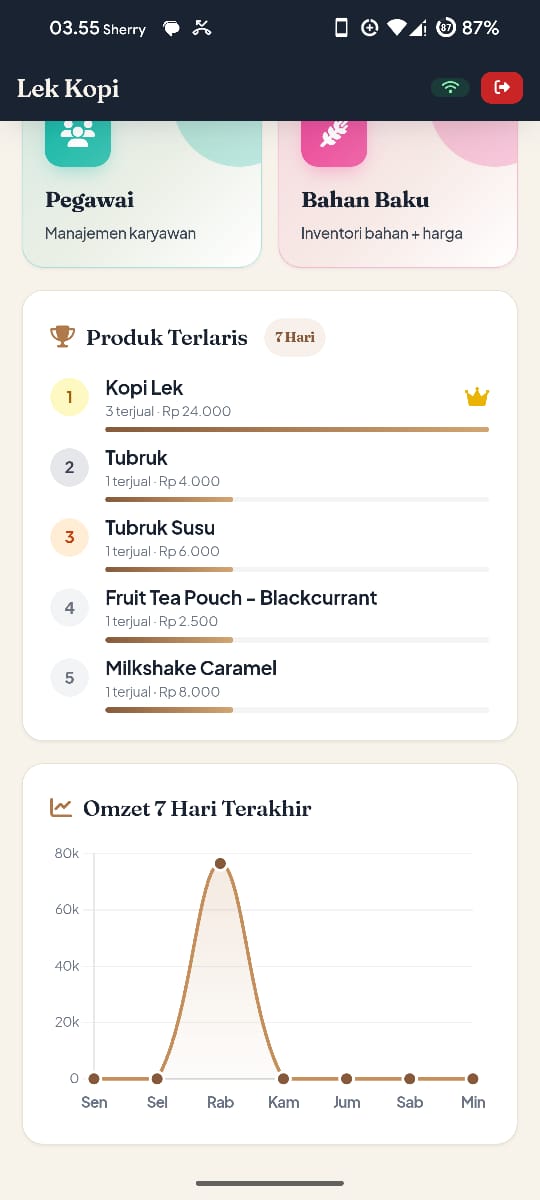 03.55 Sherry
87 87%
Lek Kopi
Pegawai
Manajemen karyawan
Bahan Baku
Inventori bahan + harga
Produk Terlaris
7 Hari
1
Kopi Lek
3 terjual · Rp 24.000
2
Tubruk
1 terjual · Rp 4.000
3
Tubruk Susu
1 terjual · Rp 6.000
4
Fruit Tea Pouch - Blackcurrant
1 terjual · Rp 2.500
5
Milkshake Caramel
1 terjual · Rp 8.000
Omzet 7 Hari Terakhir
80k
60k
40k
20k
0
Sen Sel Rab Kam Jum Sab Min